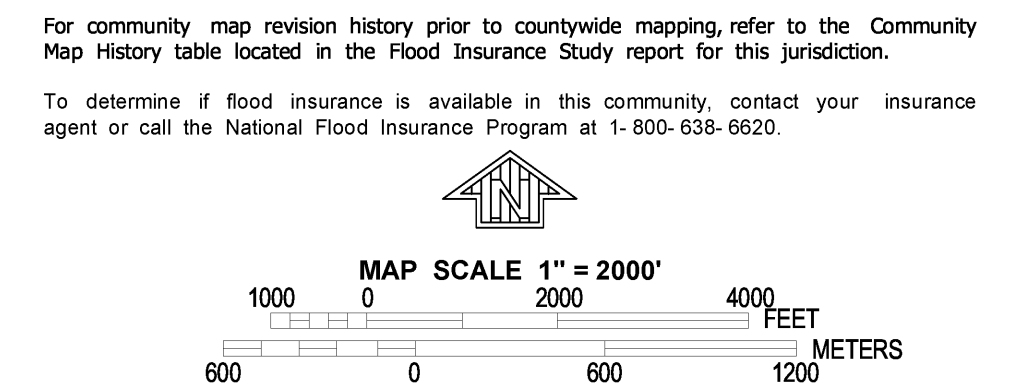 For community map revision history prior to countywide mapping, refer to the Community
Map History table located in the Flood Insurance Study report for this jurisdiction.
To determine if flood insurance is available in this community, contact your insurance
agent or call the National Flood Insurance Program at 1- 800- 638- 6620.
N
MAP SCALE 1" = 2000'
1000 0 2000 4000
FEET
METERS
600 0 600 1200